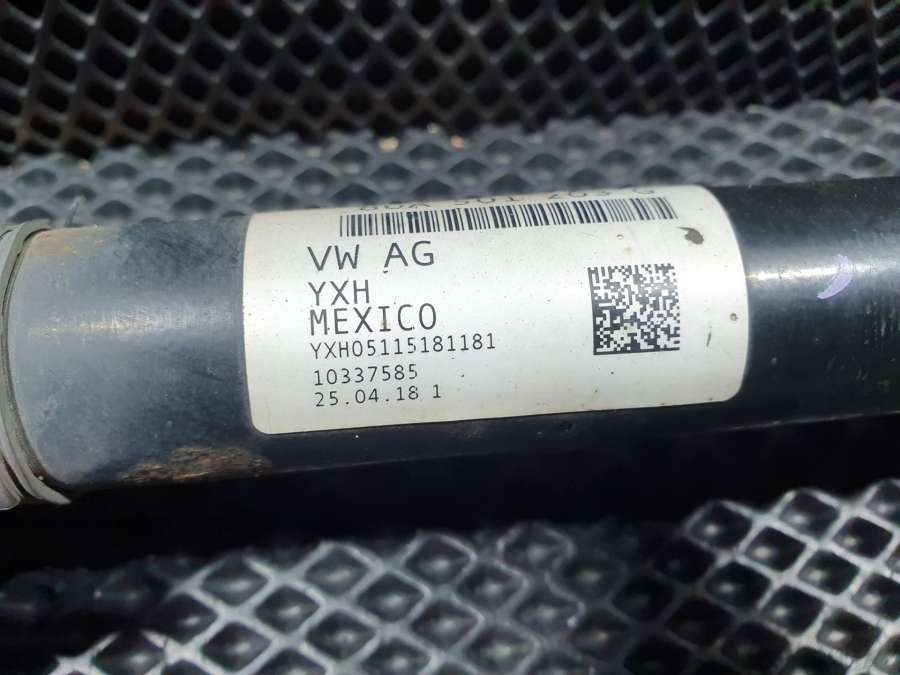 VW AG
YXH
MEXICO
YXH05115181181
10337585
25.04.18 1